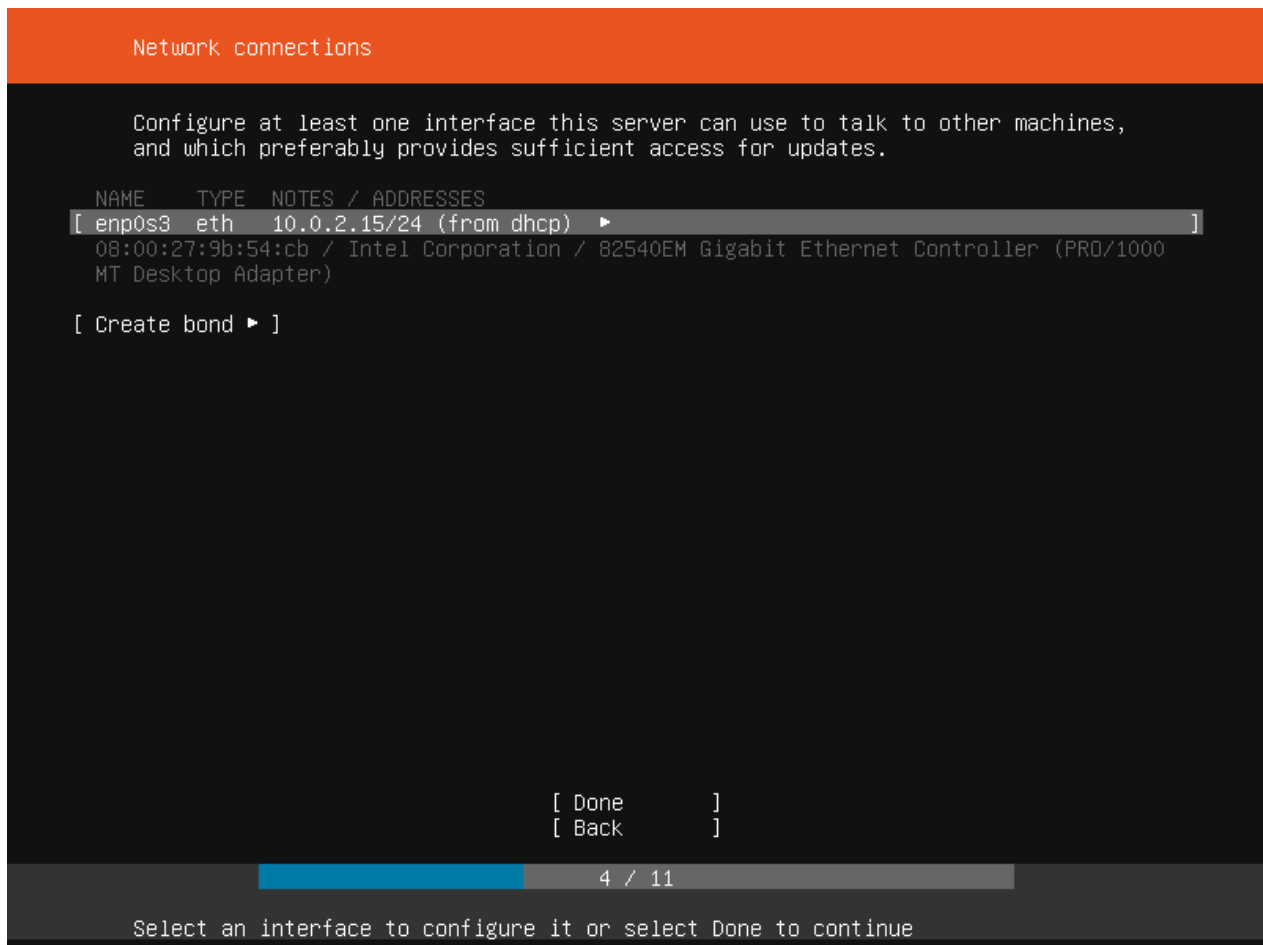 Network connections
Configure at least one interface this server can use to talk to other machines,
and which preferably provides sufficient access for updates.
NAME TYPE NOTES / ADDRESSES
[ enp0s3 eth 10.0.2.15/24 (from dhcp) ▸ ]
08:00:27:9b:54:cb / Intel Corporation / 82540EM Gigabit Ethernet Controller (PRO/1000
MT Desktop Adapter)
[ Create bond ▸ ]
[ Done ]
[ Back ]
4 / 11
Select an interface to configure it or select Done to continue